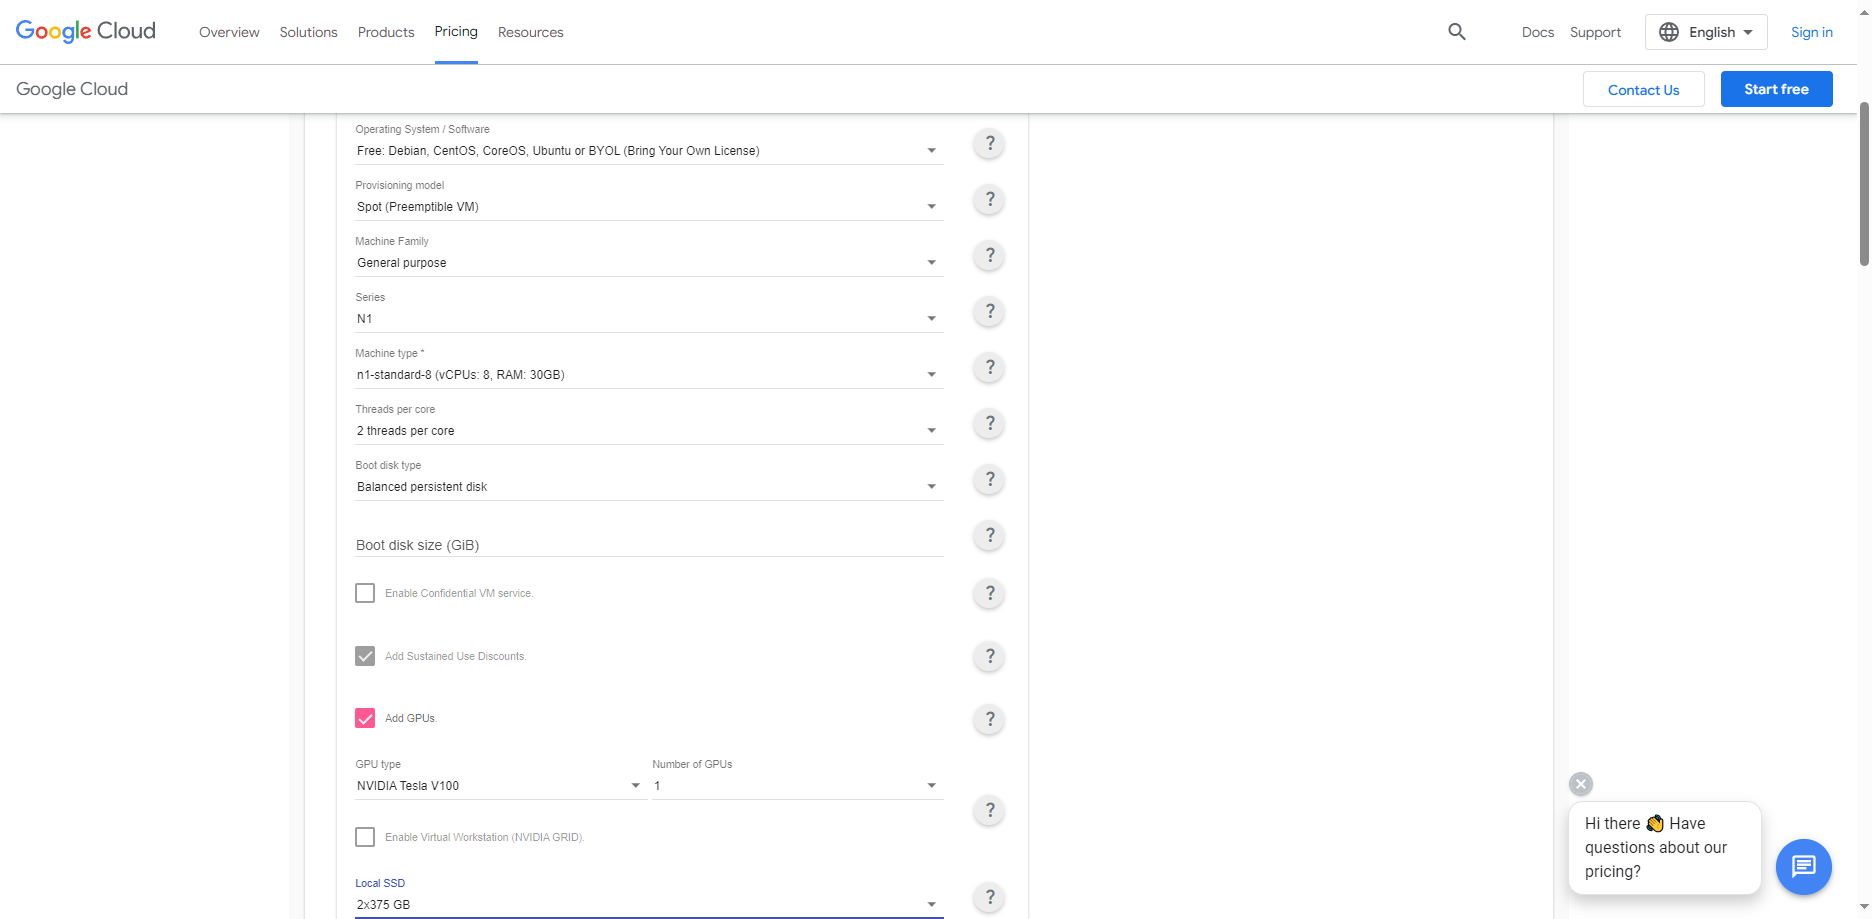 Google Cloud
Overview
Solutions
Products
Pricing
Resources
Docs
Support
English
Sign in
Google Cloud
Contact Us
Start free
Operating System / Software
Free: Debian, CentOS, CoreOS, Ubuntu or BYOL (Bring Your Own License)
?
Provisioning model
Spot (Preemptible VM)
?
Machine Family
General purpose
?
Series
N1
?
Machine type *
n1-standard-8 (vCPUs: 8, RAM: 30GB)
?
Threads per core
2 threads per core
?
Boot disk type
Balanced persistent disk
?
Boot disk size (GiB)
?
Enable Confidential VM service.
?
Add Sustained Use Discounts.
?
Add GPUs.
?
GPU type
NVIDIA Tesla V100
Number of GPUs
1
?
Enable Virtual Workstation (NVIDIA GRID).
Local SSD
2x375 GB
?
Hi there 👋 Have
questions about our
pricing?